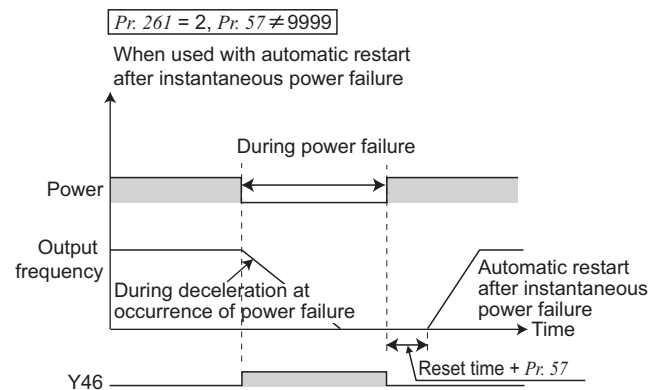 Pr. 261 = 2, Pr. 57 ≠ 9999
When used with automatic restart
after instantaneous power failure
During power failure
Power
Output
frequency
During deceleration at
occurrence of power failure
Automatic restart
after instantaneous
power failure
Time
Reset time + Pr. 57
Y46